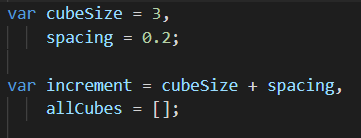 var cubeSize = 3,
    spacing = 0.2;

var increment = cubeSize + spacing,
    allCubes = [];